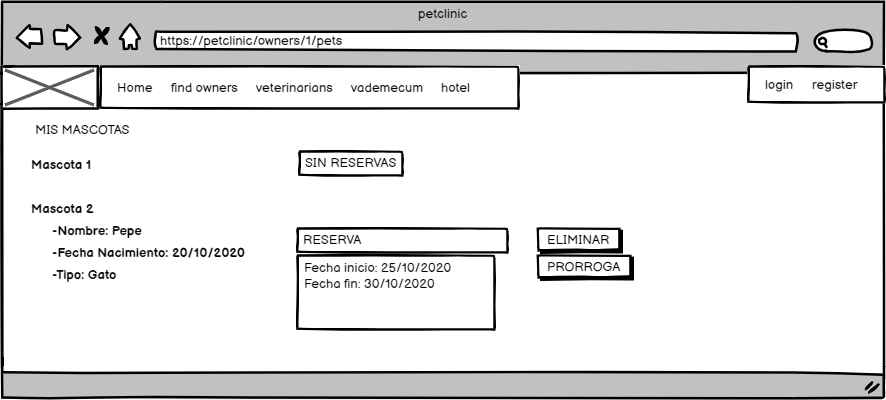 petclinic
https://petclinic/owners/1/pets
Home find owners veterinarians vademecum hotel login register
MIS MASCOTAS
Mascota 1 SIN RESERVAS
Mascota 2
-Nombre: Pepe RESERVA ELIMINAR
-Fecha Nacimiento: 20/10/2020
-Tipo: Gato
Fecha inicio: 25/10/2020 PRORROGA
Fecha fin: 30/10/2020